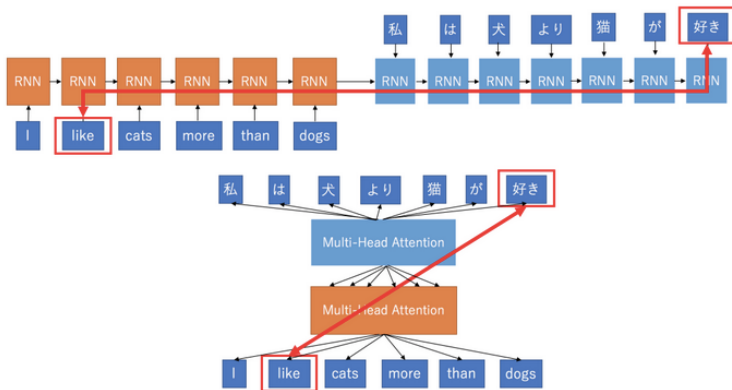 私 は 犬 より 猫 が 好き
RNN RNN RNN RNN RNN RNN RNN RNN RNN RNN RNN RNN RNN
I like cats more than dogs
私 は 犬 より 猫 が 好き
Multi-Head Attention
Multi-Head Attention
I like cats more than dogs